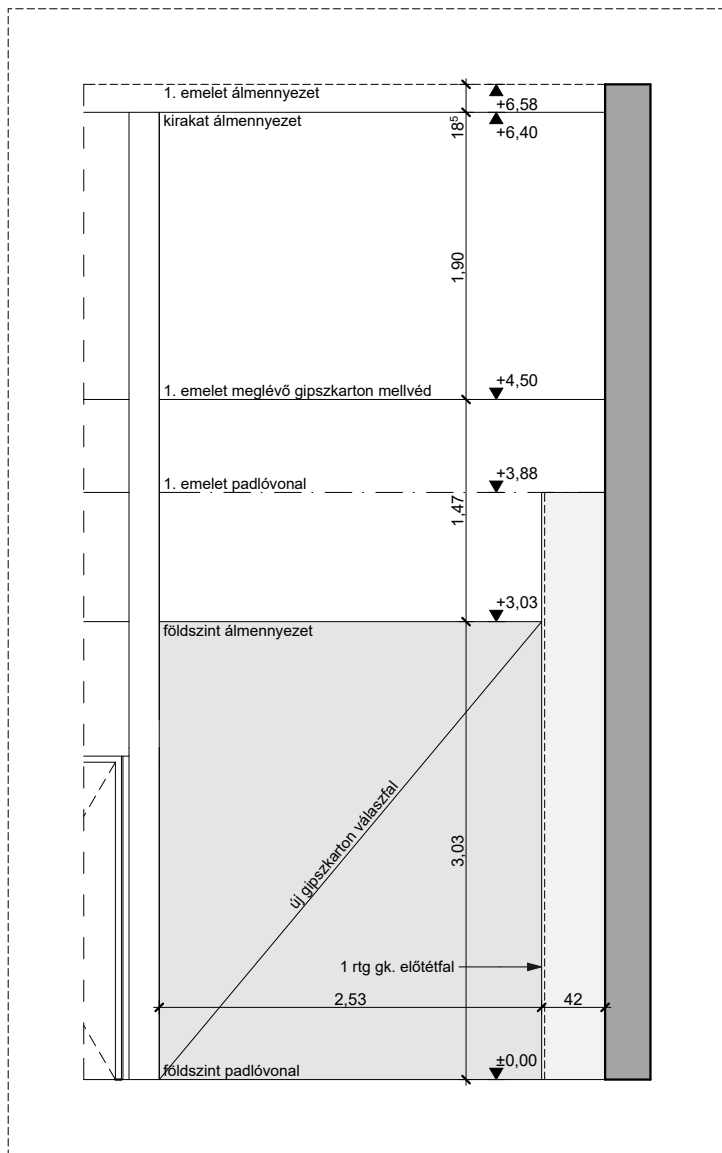 1. emelet álmennyezet
+6,58
kirakat álmennyezet
18⁵
+6,40
1,90
+4,50
1. emelet meglévő gipszkarton mellvéd
+3,88
1. emelet padlóvonal
1,47
+3,03
földszint álmennyezet
új gipszkarton válaszfal
3,03
1 rtg gk. előtétfal
2,53
42
±0,00
földszint padlóvonal